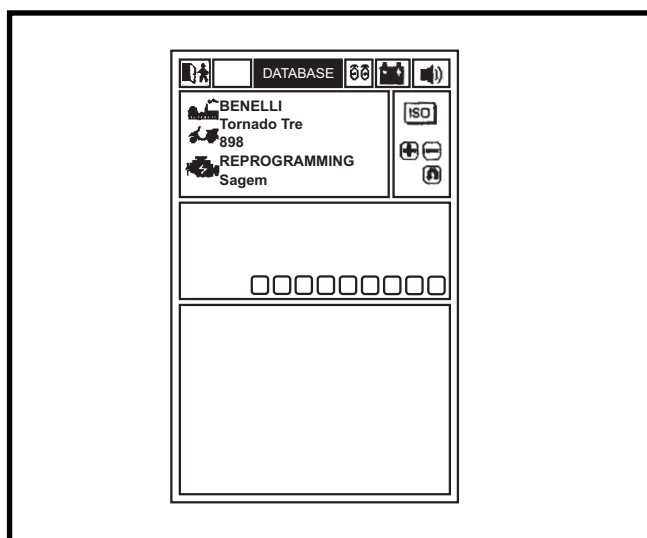 DATABASE
BENELLI
Tornado Tre
898
REPROGRAMMING
Sagem
ISO